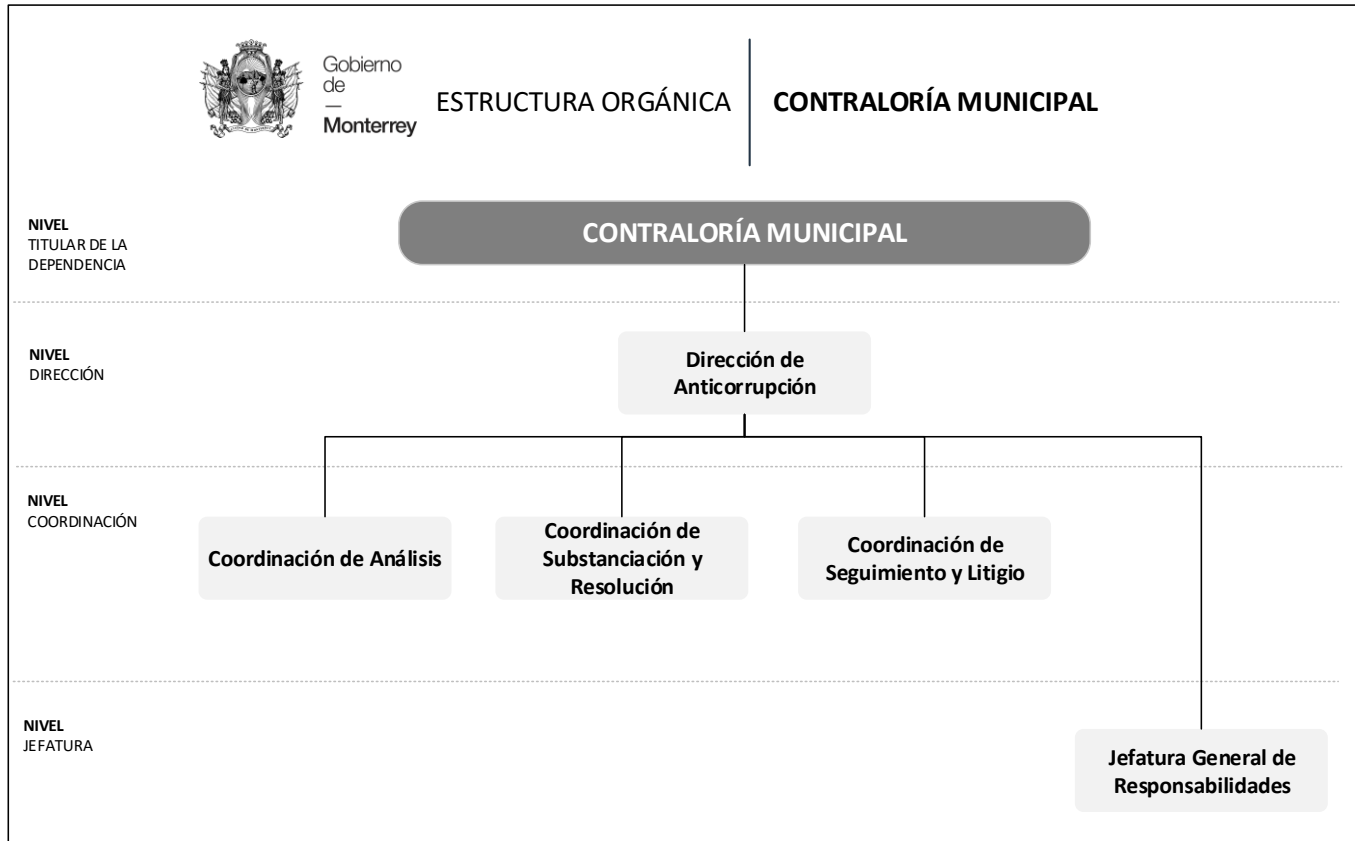 Gobierno
de
—
Monterrey
ESTRUCTURA ORGÁNICA
CONTRALORÍA MUNICIPAL
NIVEL
TITULAR DE LA
DEPENDENCIA
CONTRALORÍA MUNICIPAL
NIVEL
DIRECCIÓN
Dirección de
Anticorrupción
NIVEL
COORDINACIÓN
Coordinación de Análisis
Coordinación de
Substanciación y
Resolución
Coordinación de
Seguimiento y Litigio
NIVEL
JEFATURA
Jefatura General de
Responsabilidades